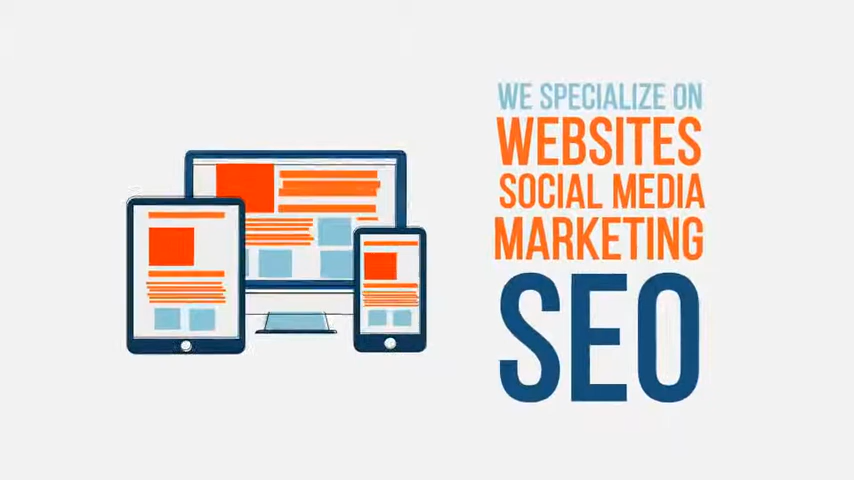 WE SPECIALIZE ON
WEBSITES
SOCIAL MEDIA
MARKETING
SEO